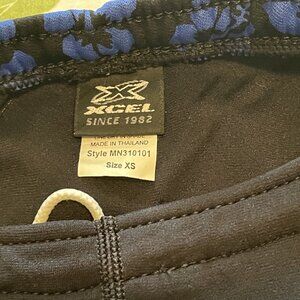 XCEL
SINCE 1982
MADE IN THAILAND
Style MN310101
Size XS